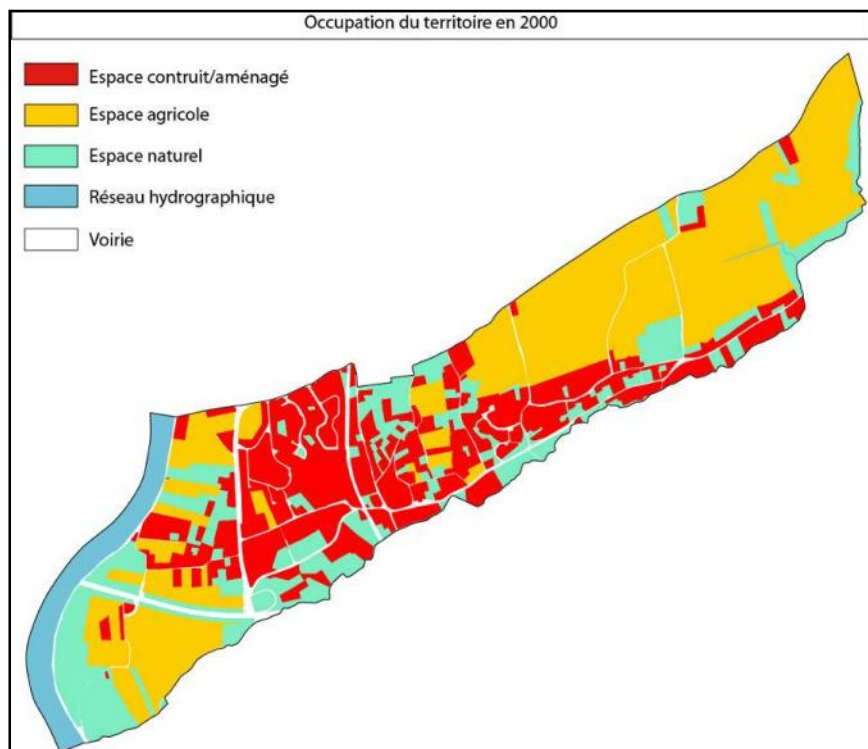 Occupation du territoire en 2000
Espace contruit/aménagé
Espace agricole
Espace naturel
Réseau hydrographique
Voirie